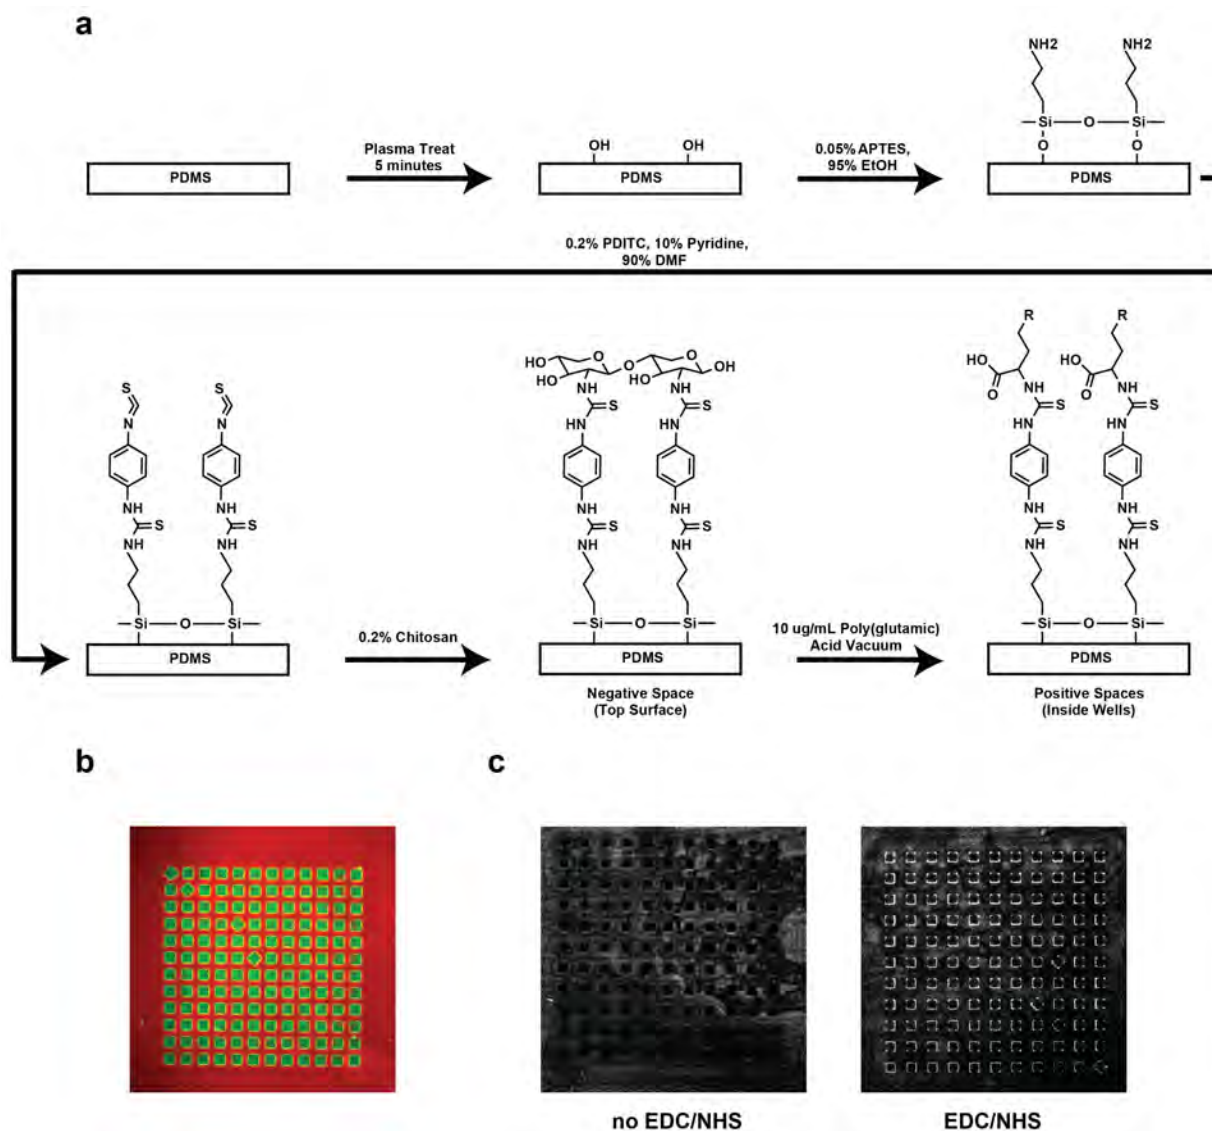 a
NH2 NH2
Plasma Treat
5 minutes
OH OH
0.05% APTES,
95% EtOH
Si O Si
O O
PDMS
PDMS
PDMS
0.2% PDITC, 10% Pyridine,
90% DMF
S S
N N
NH NH
S S
NH NH
Si O Si
PDMS
0.2% Chitosan
HO O O O OH
HO HO
HN HN
S S
HN HN
NH NH
S S
NH NH
Si O Si
PDMS
Negative Space
(Top Surface)
10 ug/mL Poly(glutamic)
Acid Vacuum
R R
HO HO
O HN O HN
S S
HN HN
NH NH
S S
NH NH
Si O Si
PDMS
Positive Spaces
(Inside Wells)
b
c
no EDC/NHS
EDC/NHS